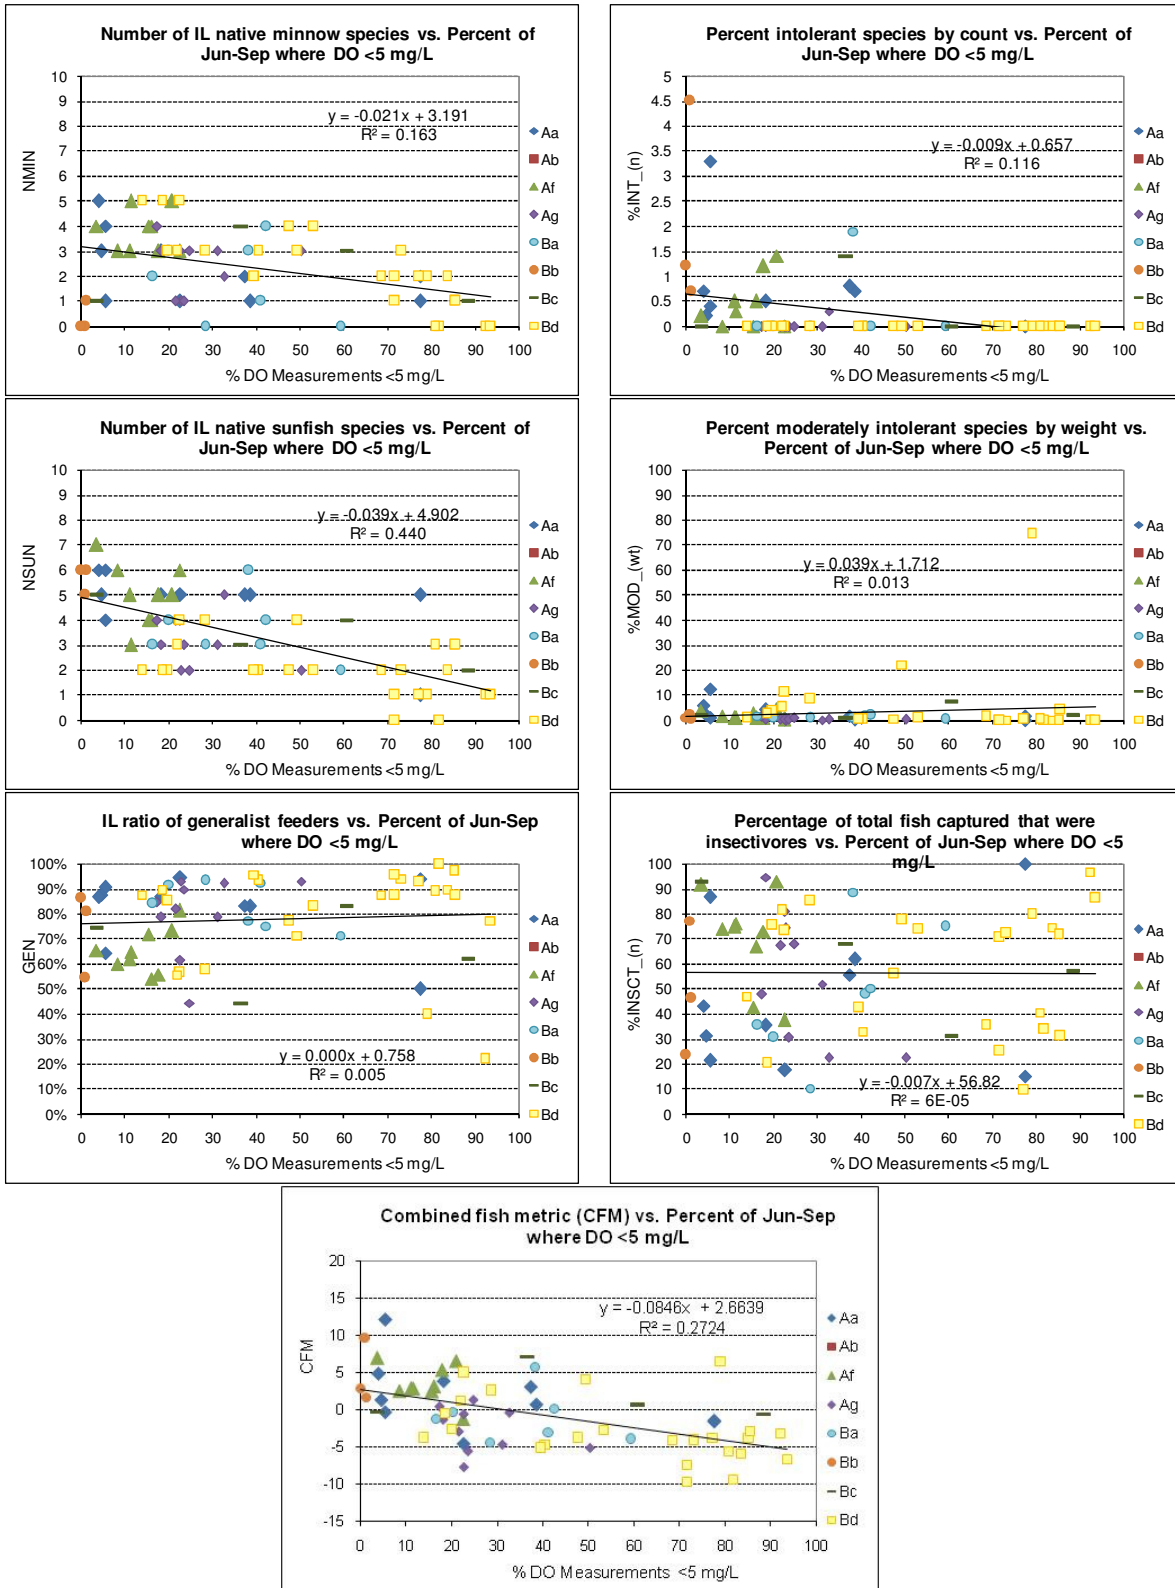 Number of IL native minnow species vs. Percent of
Jun-Sep where DO <5 mg/L
10
9
8
7
6
5
4
3
2
1
0
NMIN
y = -0.021x + 3.191
R² = 0.163
0 10 20 30 40 50 60 70 80 90 100
% DO Measurements <5 mg/L
Aa
Ab
Af
Ag
Ba
Bb
Bc
Bd
Percent intolerant species by count vs. Percent of
Jun-Sep where DO <5 mg/L
5
4.5
4
3.5
3
2.5
2
1.5
1
0.5
0
%INT_(n)
y = -0.009x + 0.657
R² = 0.116
0 10 20 30 40 50 60 70 80 90 100
% DO Measurements <5 mg/L
Aa
Ab
Af
Ag
Ba
Bb
Bc
Bd
Number of IL native sunfish species vs. Percent of
Jun-Sep where DO <5 mg/L
10
9
8
7
6
5
4
3
2
1
0
NSUN
y = -0.039x + 4.902
R² = 0.440
0 10 20 30 40 50 60 70 80 90 100
% DO Measurements <5 mg/L
Aa
Ab
Af
Ag
Ba
Bb
Bc
Bd
Percent moderately intolerant species by weight vs.
Percent of Jun-Sep where DO <5 mg/L
100
90
80
70
60
50
40
30
20
10
0
%MOD_(wt)
y = 0.039x + 1.712
R² = 0.013
0 10 20 30 40 50 60 70 80 90 100
% DO Measurements <5 mg/L
Aa
Ab
Af
Ag
Ba
Bb
Bc
Bd
IL ratio of generalist feeders vs. Percent of Jun-Sep
where DO <5 mg/L
100%
90%
80%
70%
60%
50%
40%
30%
20%
10%
0%
GEN
y = 0.000x + 0.758
R² = 0.005
0 10 20 30 40 50 60 70 80 90 100
% DO Measurements <5 mg/L
Aa
Ab
Af
Ag
Ba
Bb
Bc
Bd
Percentage of total fish captured that were
insectivores vs. Percent of Jun-Sep where DO <5
mg/L
100
90
80
70
60
50
40
30
20
10
0
%INSCT_(n)
y = -0.007x + 56.82
R² = 6E-05
0 10 20 30 40 50 60 70 80 90 100
% DO Measurements <5 mg/L
Aa
Ab
Af
Ag
Ba
Bb
Bc
Bd
Combined fish metric (CFM) vs. Percent of Jun-Sep
where DO <5 mg/L
20
15
10
5
0
-5
-10
-15
CFM
y = -0.0846x + 2.6639
R² = 0.2724
0 10 20 30 40 50 60 70 80 90 100
% DO Measurements <5 mg/L
Aa
Ab
Af
Ag
Ba
Bb
Bc
Bd